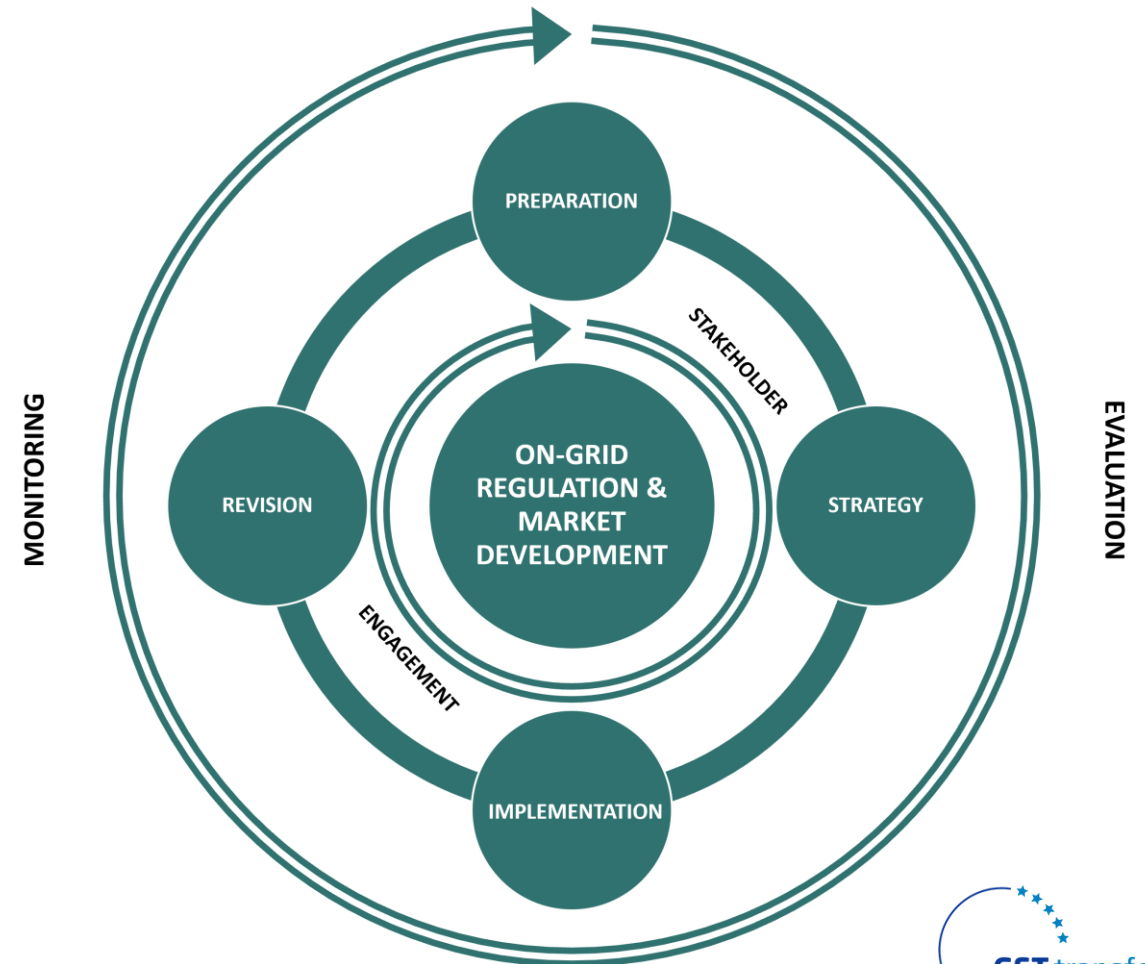 PREPARATION
STAKEHOLDER
MONITORING
EVALUATION
ON-GRID
REGULATION &
MARKET
DEVELOPMENT
REVISION
STRATEGY
ENGAGEMENT
IMPLEMENTATION